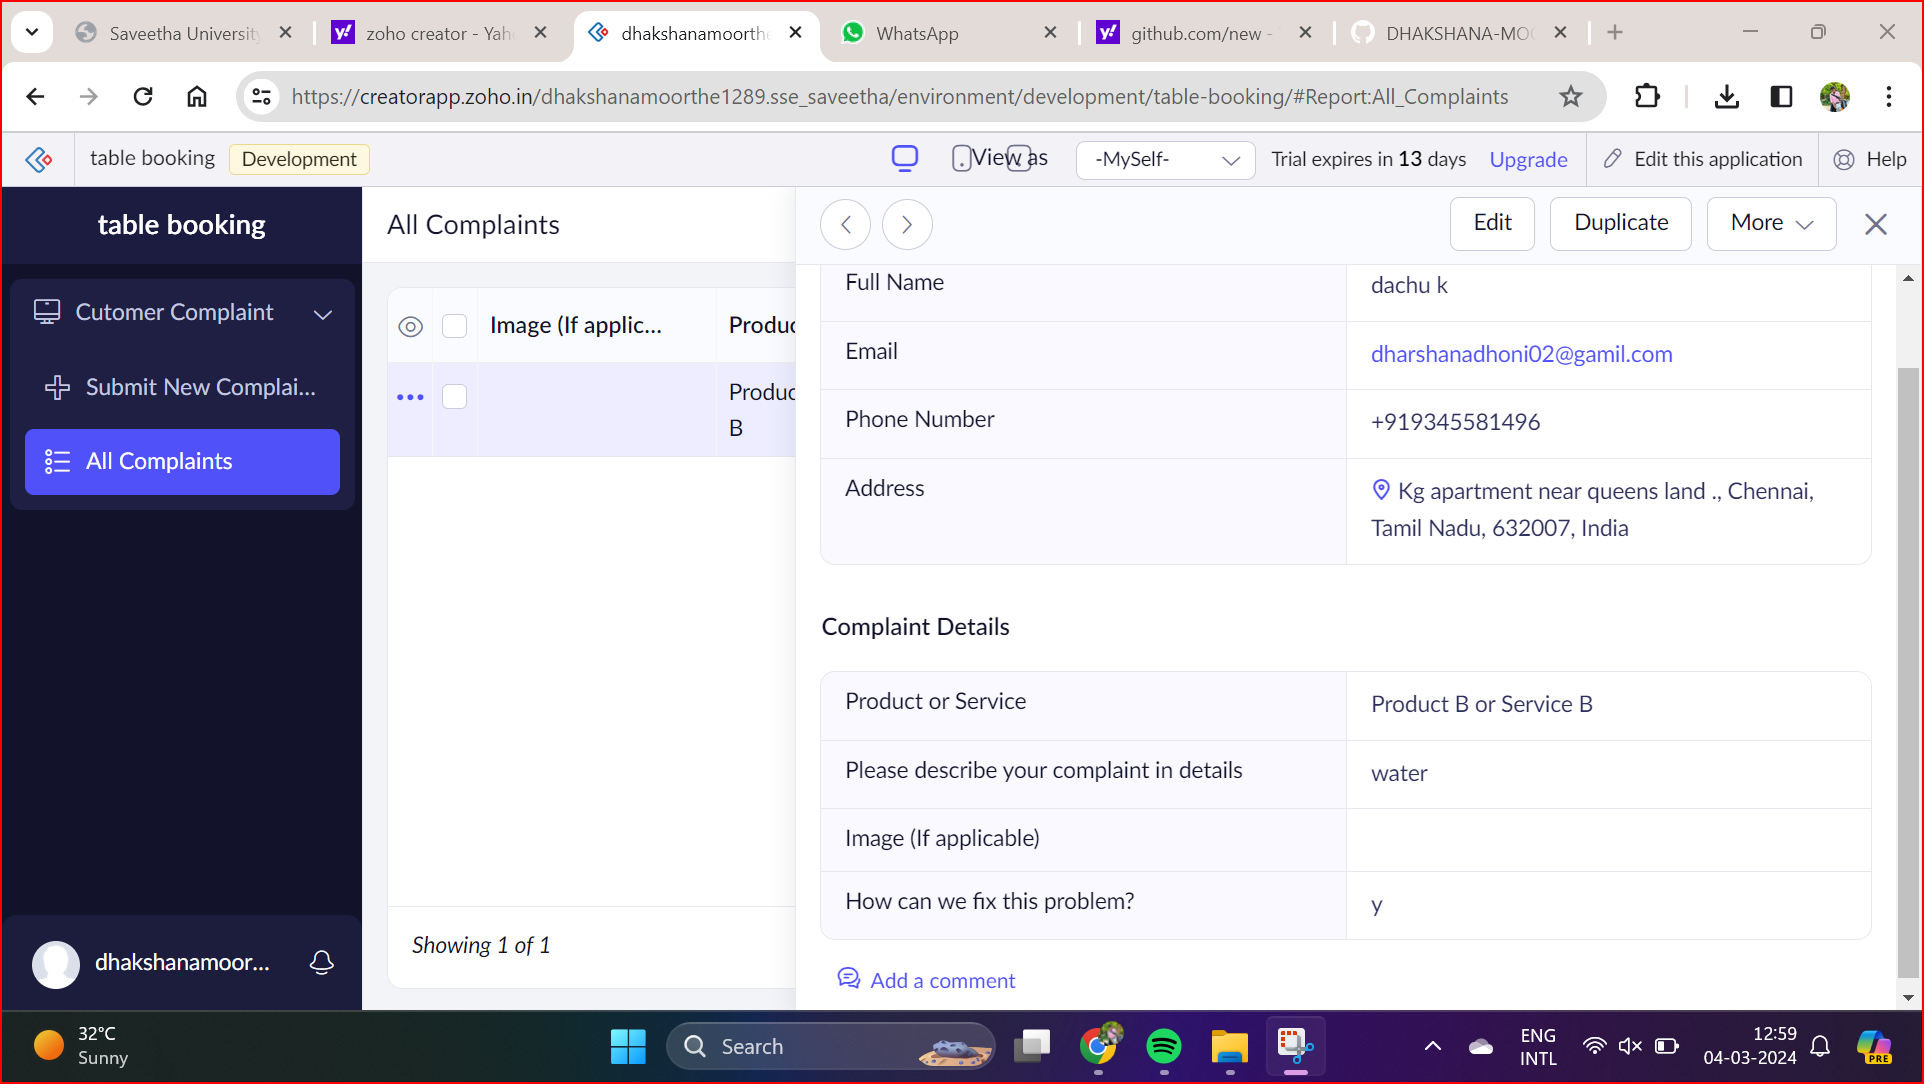 Saveetha University
zoho creator - Yah
dhakshanamoorthe
WhatsApp
github.com/new -
DHAKSHANA-MOO
https://creatorapp.zoho.in/dhakshanamoorthe1289.sse_saveetha/environment/development/table-booking/#Report:All_Complaints
table booking
Development
View as
-MySelf-
Trial expires in 13 days
Upgrade
Edit this application
Help
table booking
Cutomer Complaint
Submit New Complai...
All Complaints
dhakshanamoor...
All Complaints
Image (If applic...
Produc
Produc
B
Showing 1 of 1
Edit
Duplicate
More
Full Name
dachu k
Email
dharshanadhoni02@gamil.com
Phone Number
+919345581496
Address
Kg apartment near queens land ., Chennai,
Tamil Nadu, 632007, India
Complaint Details
Product or Service
Product B or Service B
Please describe your complaint in details
water
Image (If applicable)
How can we fix this problem?
y
Add a comment
32°C
Sunny
Search
ENG
INTL
12:59
04-03-2024
PRE